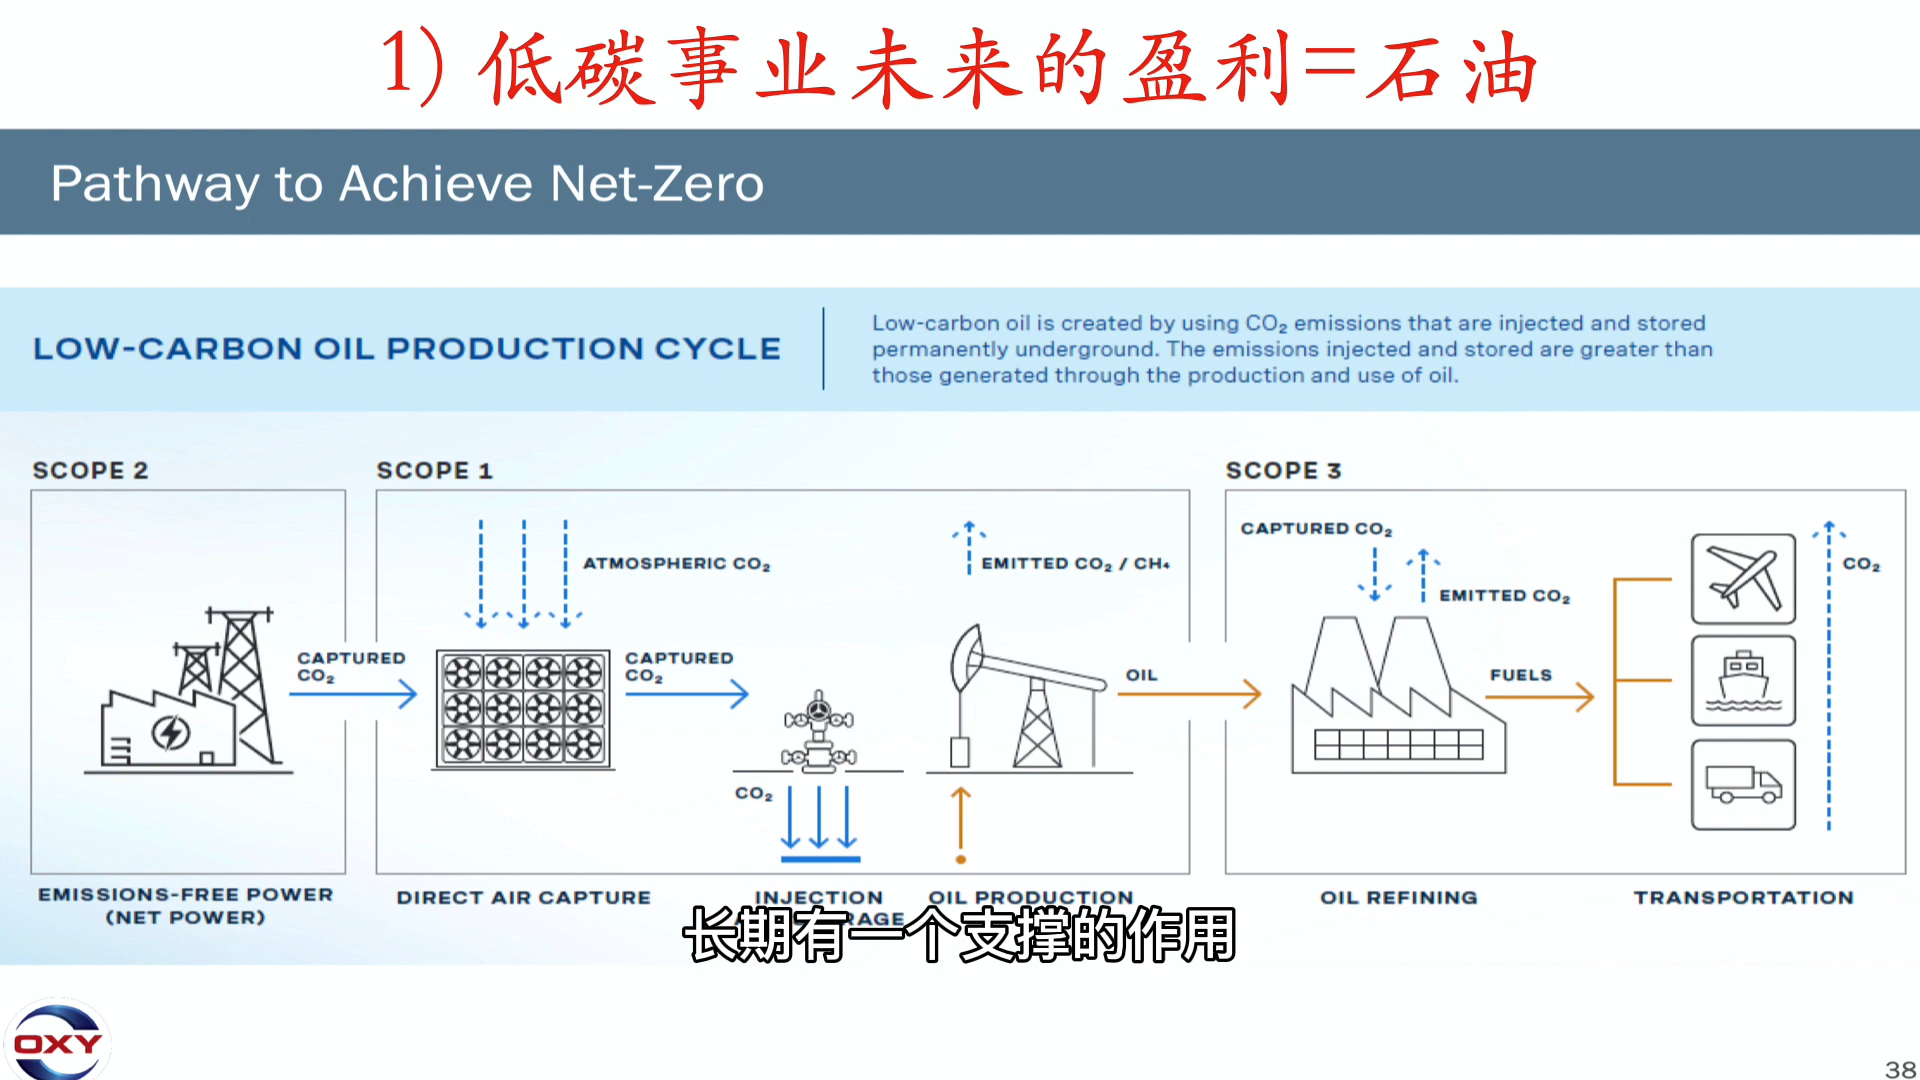 1) 低碳事业未来的盈利=石油
Pathway to Achieve Net-Zero
LOW-CARBON OIL PRODUCTION CYCLE
Low-carbon oil is created by using CO₂ emissions that are injected and stored
permanently underground. The emissions injected and stored are greater than
those generated through the production and use of oil.
SCOPE 2
CAPTURED
CO₂
EMISSIONS-FREE POWER
(NET POWER)
SCOPE 1
ATMOSPHERIC CO₂
EMITTED CO₂ / CH₄
CAPTURED
CO₂
OIL
CO₂
DIRECT AIR CAPTURE
INJECTION
OIL PRODUCTION
SCOPE 3
CAPTURED CO₂
EMITTED CO₂
CO₂
FUELS
OIL REFINING
TRANSPORTATION
长期有一个支撑的作用
OXY
38